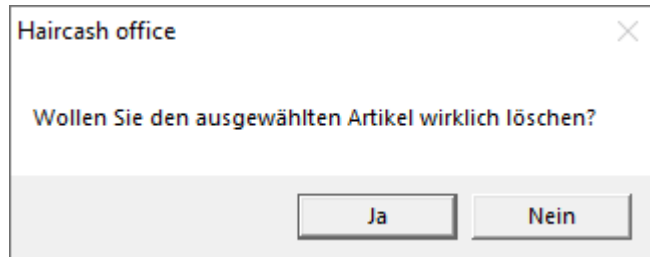 Haircash office
Wollen Sie den ausgewählten Artikel wirklich löschen?
Ja
Nein